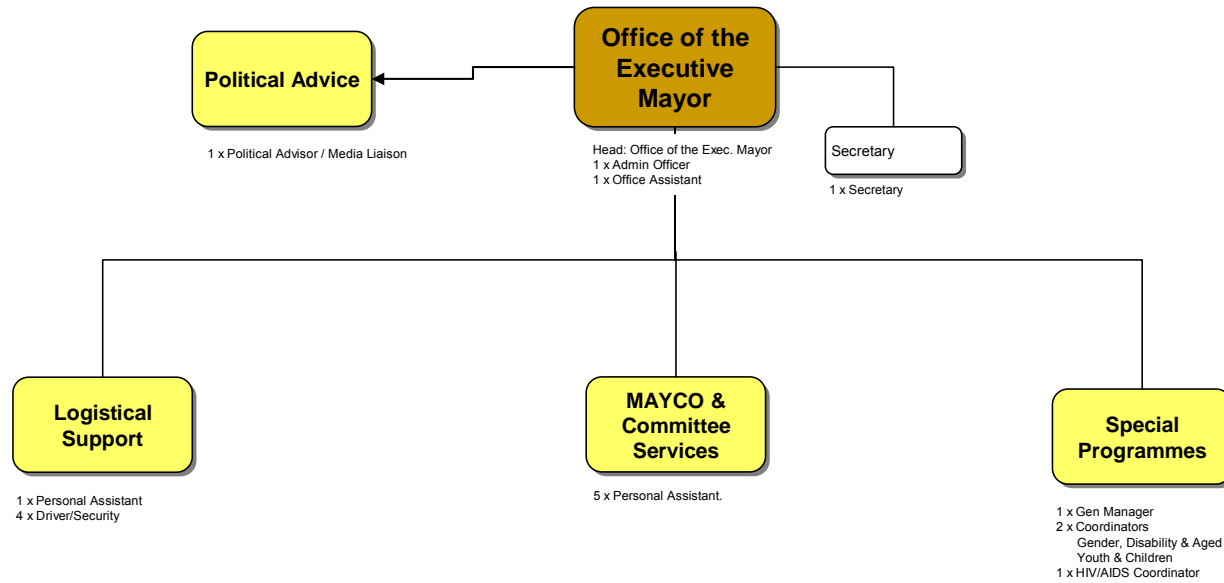 Office of the
Executive
Mayor
Political Advice
1 x Political Advisor / Media Liaison
Head: Office of the Exec. Mayor
1 x Admin Officer
1 x Office Assistant
Secretary
1 x Secretary
Logistical
Support
1 x Personal Assistant
4 x Driver/Security
MAYCO &
Committee
Services
5 x Personal Assistant.
Special
Programmes
1 x Gen Manager
2 x Coordinators
Gender, Disability & Aged
Youth & Children
1 x HIV/AIDS Coordinator